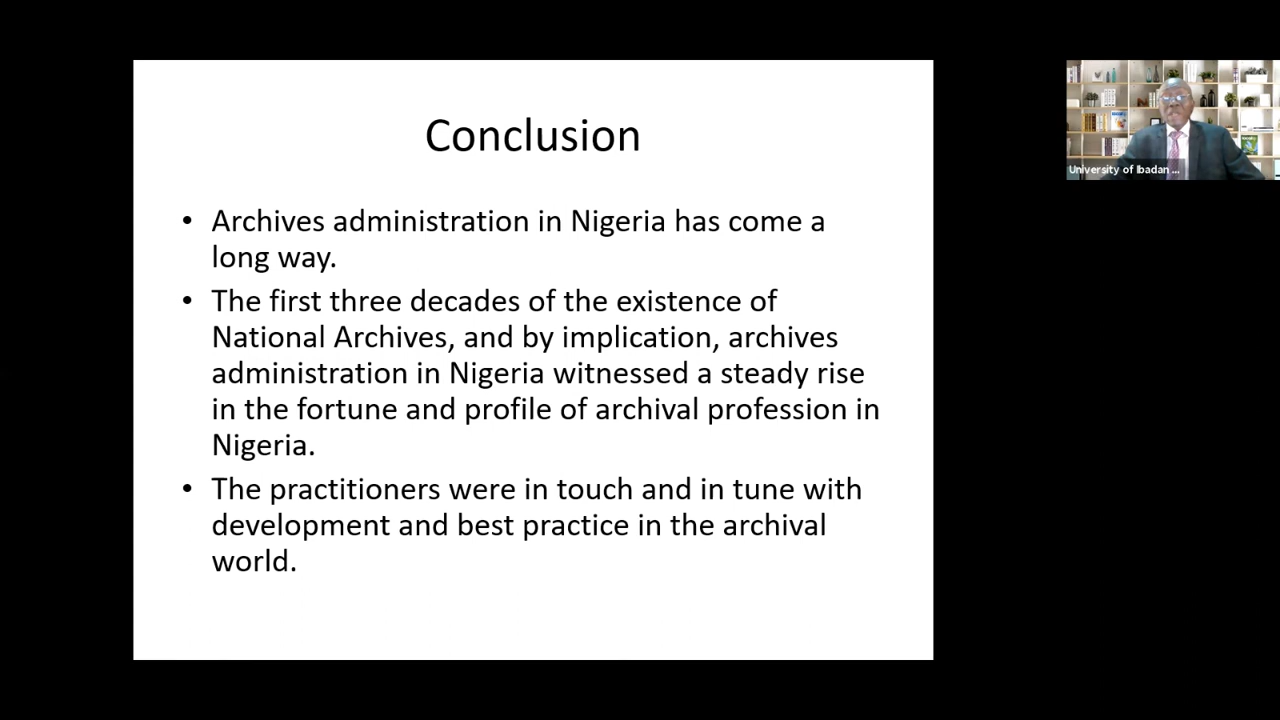 Conclusion
• Archives administration in Nigeria has come a
long way.
• The first three decades of the existence of
National Archives, and by implication, archives
administration in Nigeria witnessed a steady rise
in the fortune and profile of archival profession in
Nigeria.
• The practitioners were in touch and in tune with
development and best practice in the archival
world.
University of Ibadan ...